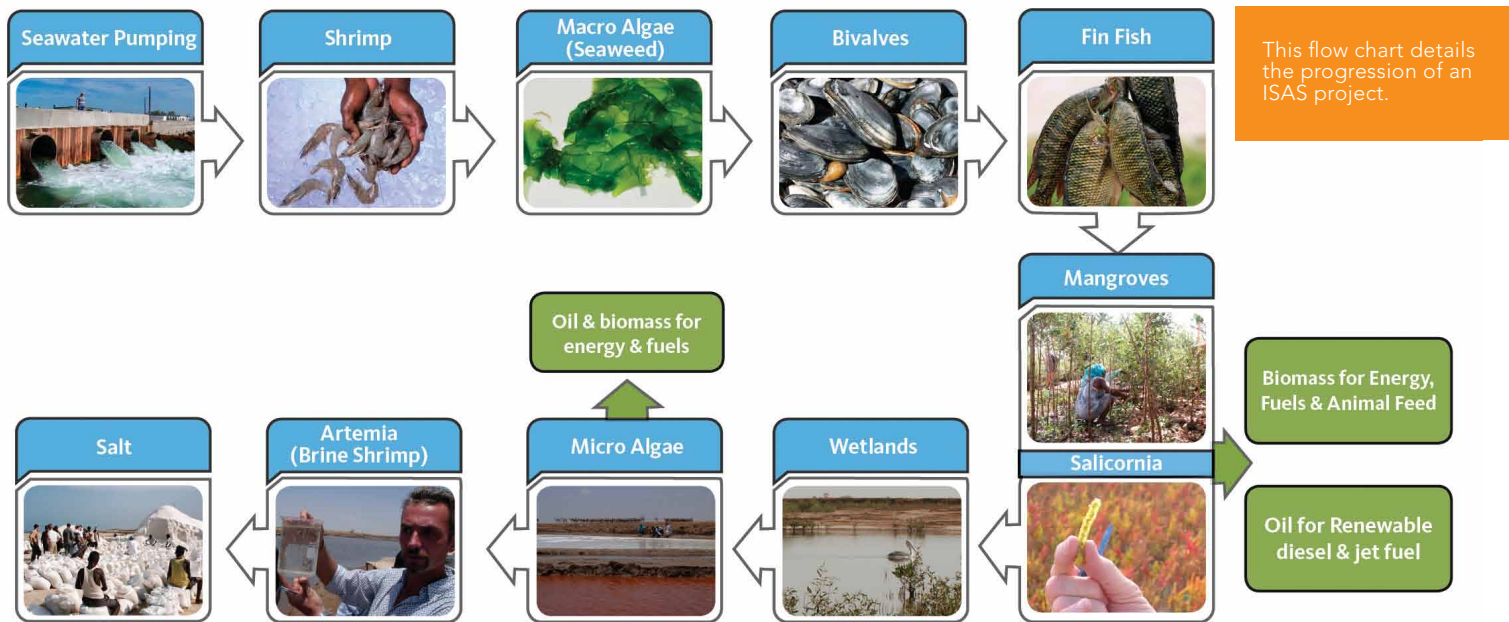 Seawater Pumping
Shrimp
Macro Algae
(Seaweed)
Bivalves
Fin Fish
This flow chart details
the progression of an
ISAS project.
Mangroves
Oil & biomass for
energy & fuels
Biomass for Energy,
Fuels & Animal Feed
Salt
Artemia
(Brine Shrimp)
Micro Algae
Wetlands
Salicornia
Oil for Renewable
diesel & jet fuel